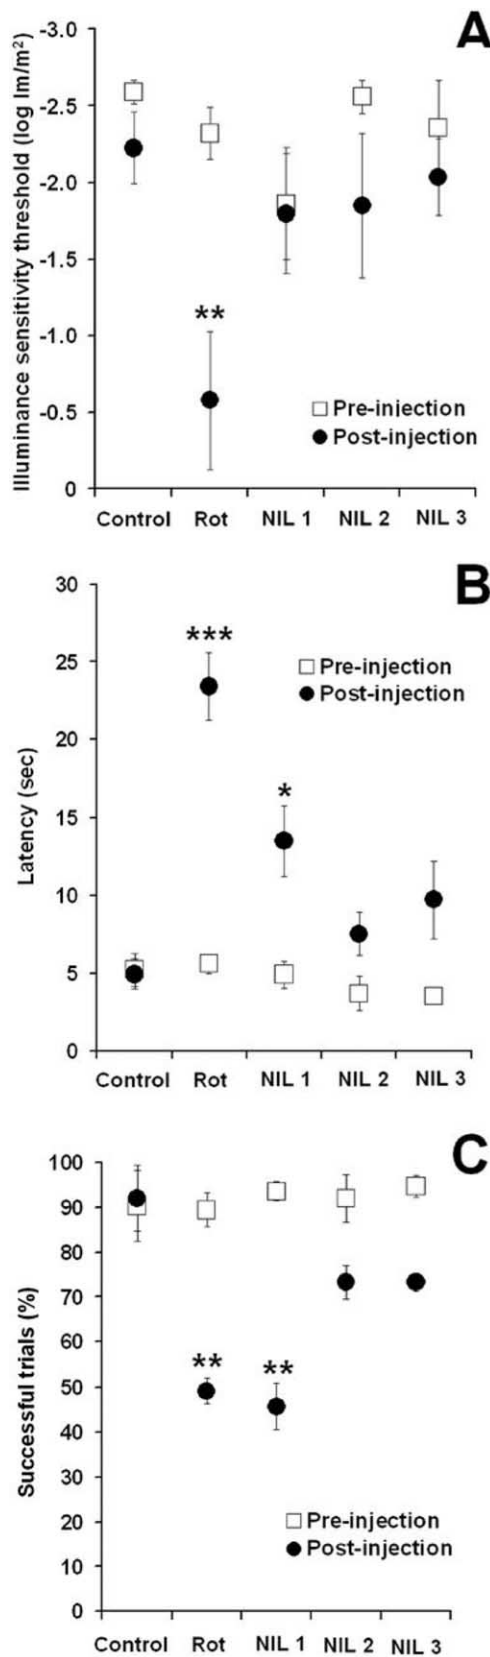 A
Illuminance sensitivity threshold (log lm/m²)
-3.0
-2.5
-2.0
-1.5
-1.0
-0.5
0
**
Pre-injection
Post-injection
Control Rot NIL 1 NIL 2 NIL 3
B
Latency (sec)
30
25
20
15
10
5
0
***
*
Pre-injection
Post-injection
Control Rot NIL 1 NIL 2 NIL 3
C
Successful trials (%)
100
90
80
70
60
50
40
30
20
10
0
** **
Pre-injection
Post-injection
Control Rot NIL 1 NIL 2 NIL 3